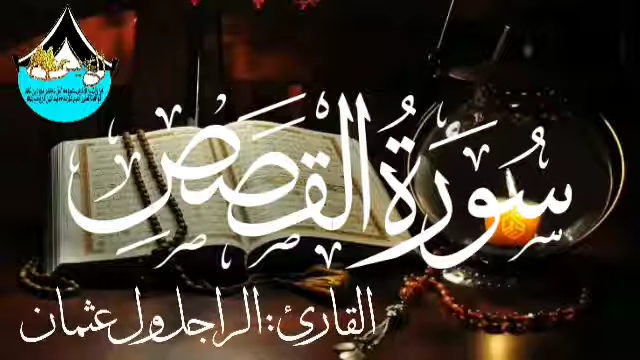 سُورَةُ القَصَصِ
القارئ: الراجل ول عثمان